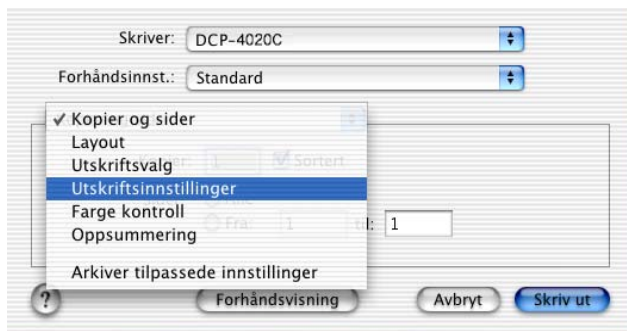 Skriver: DCP-4020C
Forhåndsinnst.: Standard
✓ Kopier og sider
Layout
Utskriftsvalg
Utskriftsinnstillinger
Farge kontroll
Oppsummering
Arkiver tilpassede innstillinger
1 Sortert
Fra: 1 til: 1
? Forhåndsvisning Avbryt Skriv ut